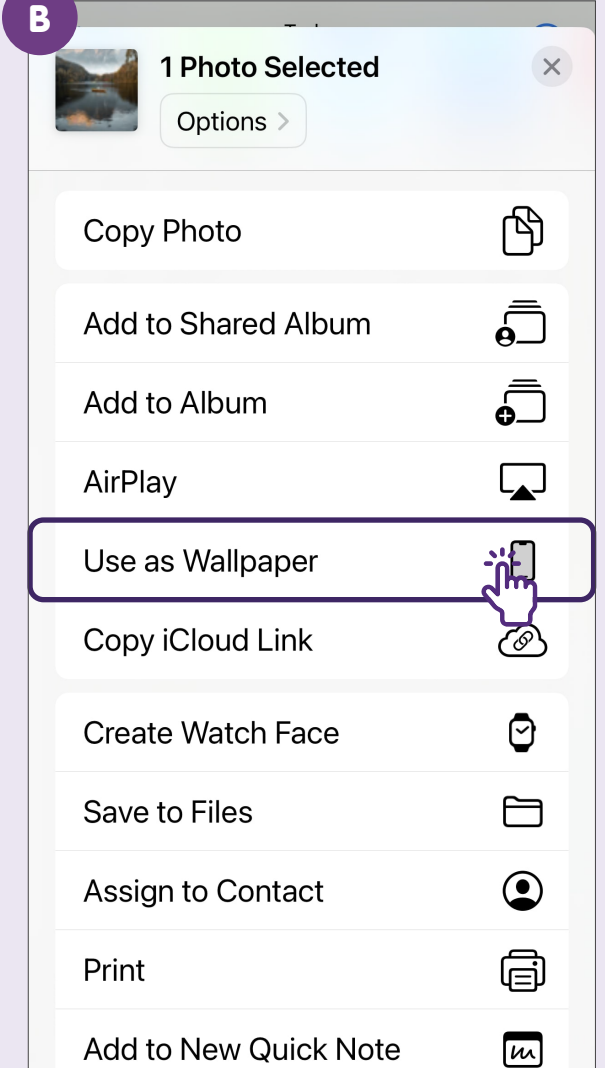 B
1 Photo Selected
Options
Copy Photo
Add to Shared Album
Add to Album
AirPlay
Use as Wallpaper
Copy iCloud Link
Create Watch Face
Save to Files
Assign to Contact
Print
Add to New Quick Note